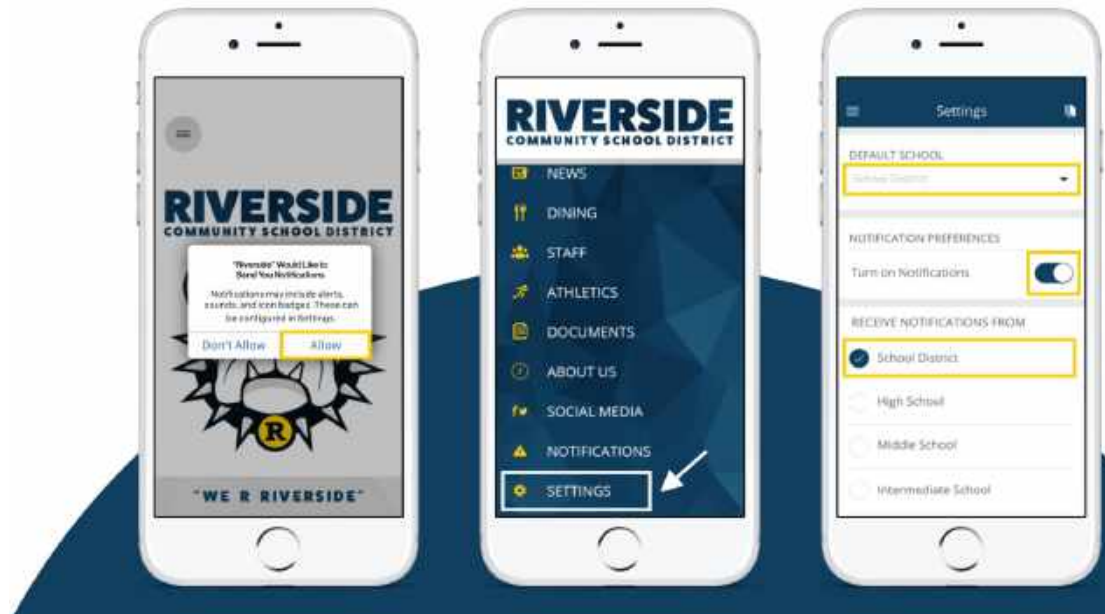 RIVERSIDE
COMMUNITY SCHOOL DISTRICT
"Riverside" Would Like to
Send You Notifications
Notifications may include alerts,
sounds, and icon badges. These can
be configured in Settings.
Don't Allow
Allow
R
"WE R RIVERSIDE"
RIVERSIDE
COMMUNITY SCHOOL DISTRICT
NEWS
DINING
STAFF
ATHLETICS
DOCUMENTS
ABOUT US
SOCIAL MEDIA
NOTIFICATIONS
SETTINGS
Settings
DEFAULT SCHOOL
School District
NOTIFICATION PREFERENCES
Turn on Notifications
RECEIVE NOTIFICATIONS FROM
School District
High School
Middle School
Intermediate School